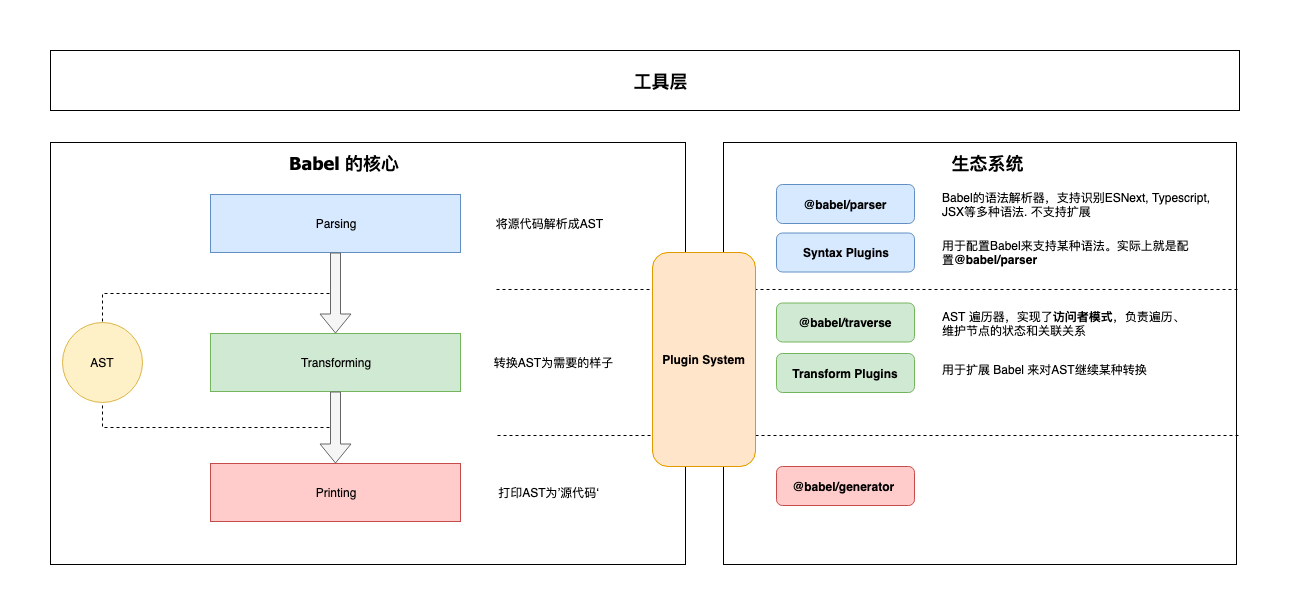 工具层
Babel 的核心
Parsing
将源代码解析成AST
AST
Transforming
转换AST为需要的样子
Printing
打印AST为'源代码‘
Plugin System
生态系统
@babel/parser
Babel的语法解析器，支持识别ESNext, Typescript,
JSX等多种语法. 不支持扩展
Syntax Plugins
用于配置Babel来支持某种语法。实际上就是配
置@babel/parser
@babel/traverse
AST 遍历器，实现了访问者模式，负责遍历、
维护节点的状态和关联关系
Transform Plugins
用于扩展 Babel 来对AST继续某种转换
@babel/generator